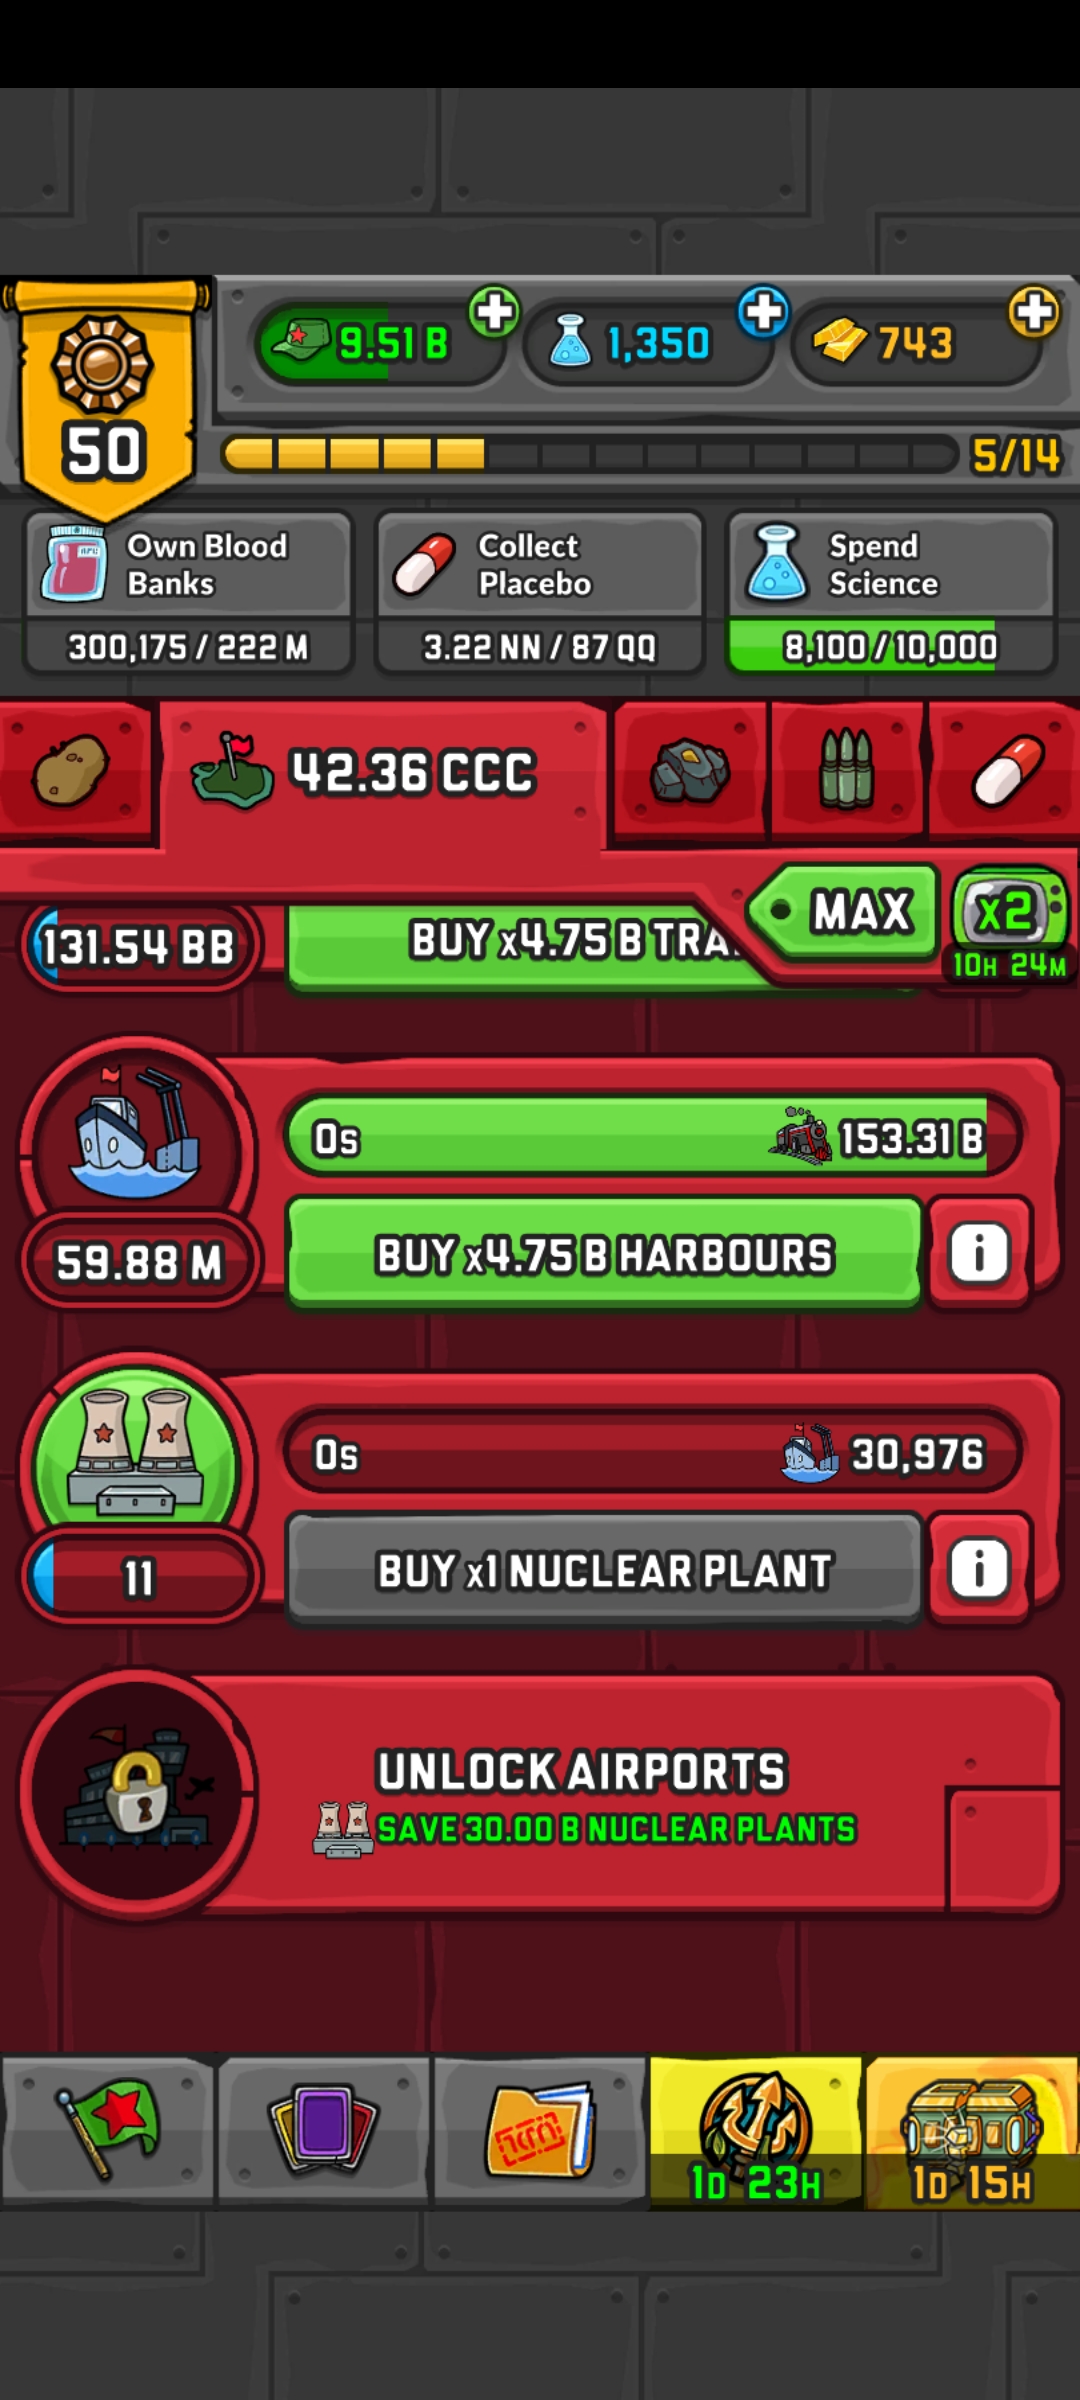 9.51 B
1,350
743
50
5/14
Own Blood
Banks
300,175 / 222 M
Collect
Placebo
3.22 NN / 87 QQ
Spend
Science
8,100 / 10,000
42.36 CCC
MAX
x2
10H 24M
131.54 BB
BUY x4.75 B TRA
0s
153.31 B
59.88 M
BUY x4.75 B HARBOURS
i
0s
30,976
11
BUY x1 NUCLEAR PLANT
i
UNLOCK AIRPORTS
SAVE 30.00 B NUCLEAR PLANTS
1D 23H
1D 15H